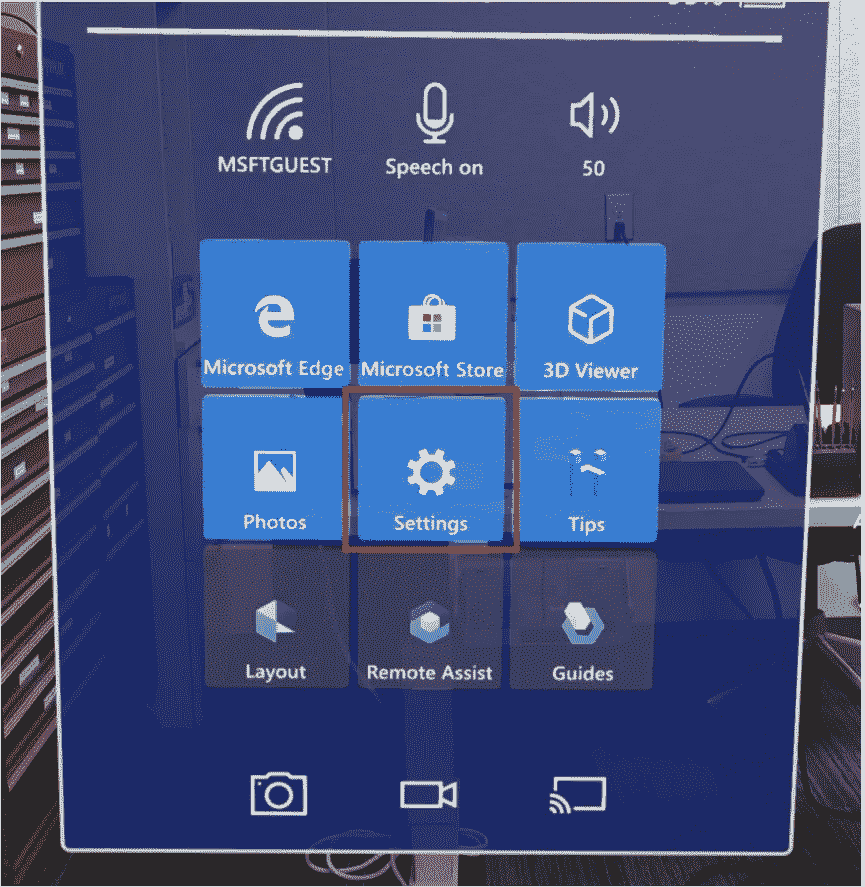 MSFTGUEST
Speech on
50
Microsoft Edge
Microsoft Store
3D Viewer
Photos
Settings
Tips
Layout
Remote Assist
Guides